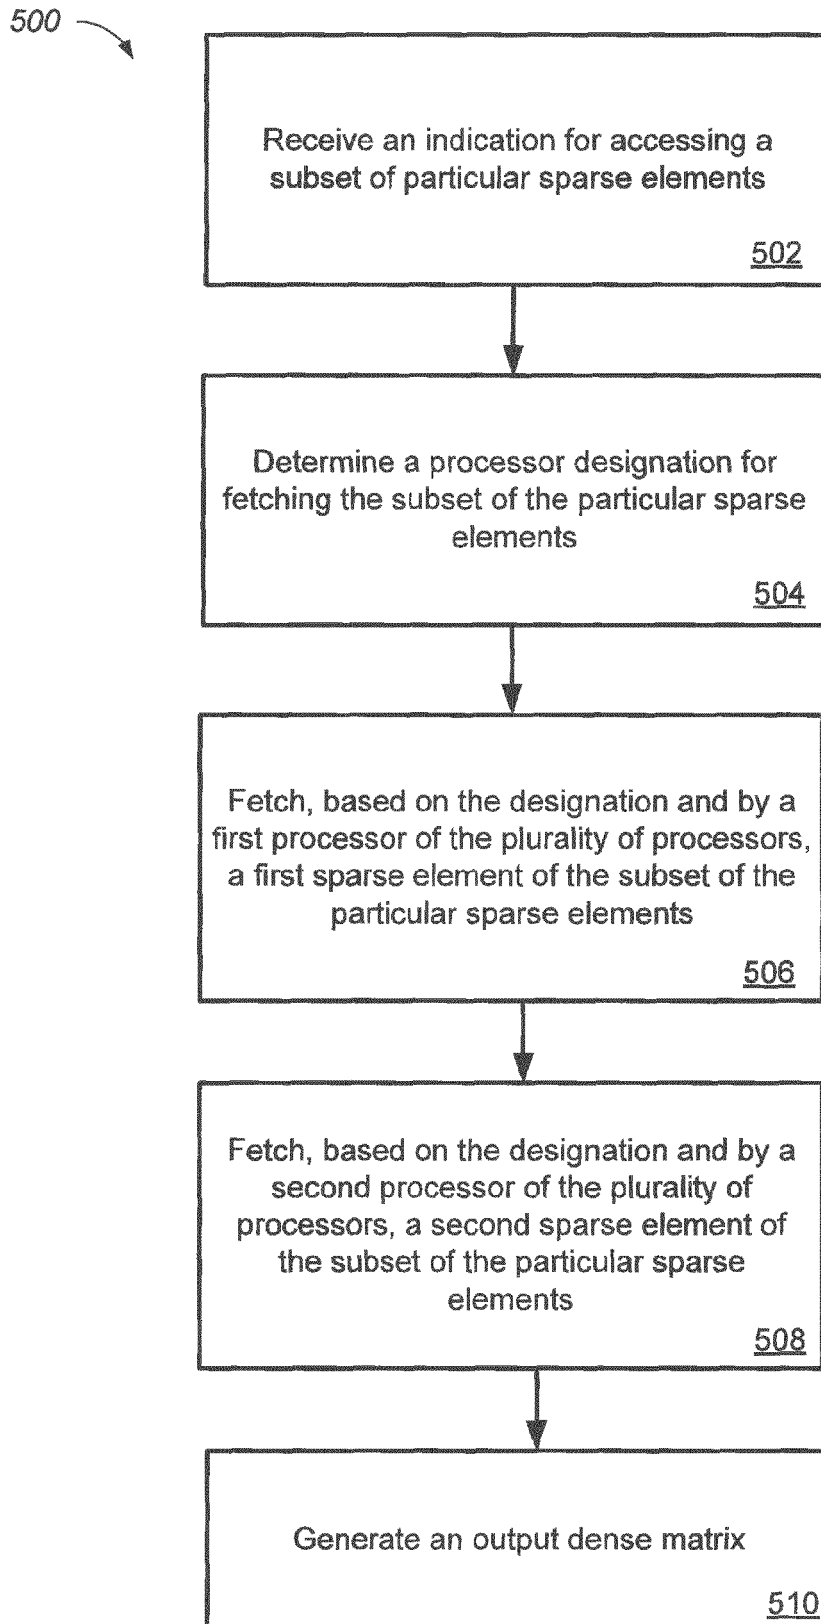 500
Receive an indication for accessing a
subset of particular sparse elements
502
Determine a processor designation for
fetching the subset of the particular sparse
elements
504
Fetch, based on the designation and by a
first processor of the plurality of processors,
a first sparse element of the subset of the
particular sparse elements
506
Fetch, based on the designation and by a
second processor of the plurality of
processors, a second sparse element of
the subset of the particular sparse
elements
508
Generate an output dense matrix
510